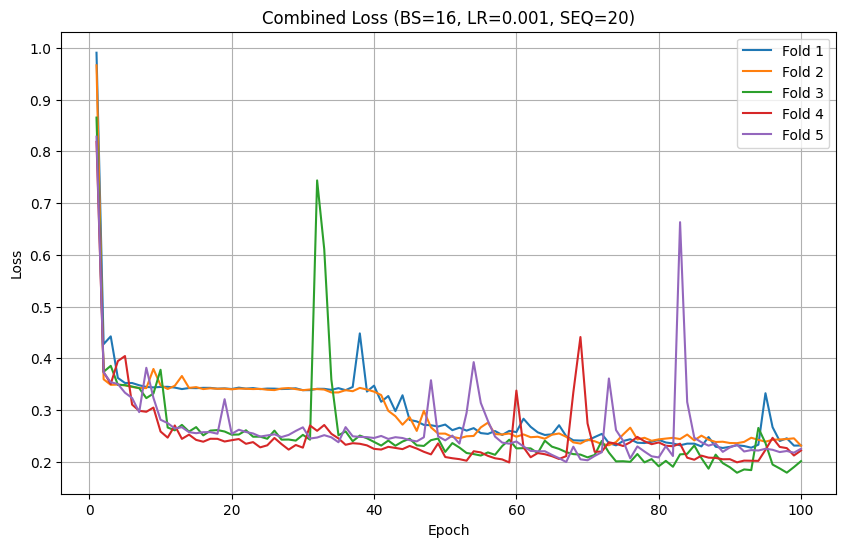 Combined Loss (BS=16, LR=0.001, SEQ=20)
Fold 1
Fold 2
Fold 3
Fold 4
Fold 5
1.0
0.9
0.8
0.7
0.6
0.5
0.4
0.3
0.2
Loss
0 20 40 60 80 100
Epoch